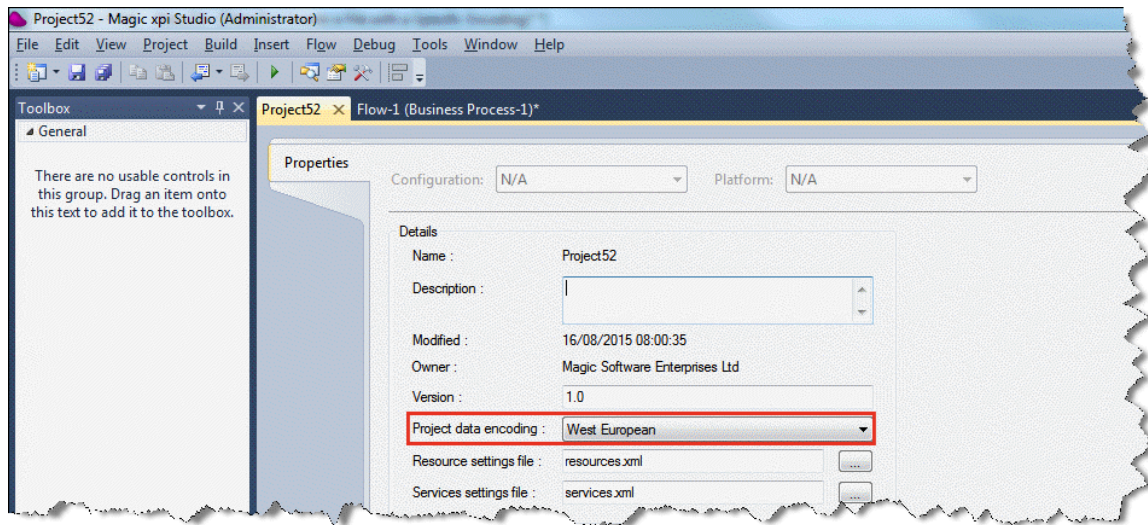 Project52 - Magic xpi Studio (Administrator)
File Edit View Project Build Insert Flow Debug Tools Window Help
Toolbox
Project52 Flow-1 (Business Process-1)*
General
Properties
There are no usable controls in
this group. Drag an item onto
this text to add it to the toolbox.
Configuration: N/A Platform: N/A
Details
Name : Project52
Description :
Modified : 16/08/2015 08:00:35
Owner : Magic Software Enterprises Ltd
Version : 1.0
Project data encoding : West European
Resource settings file : resources.xml ...
Services settings file : services.xml ...